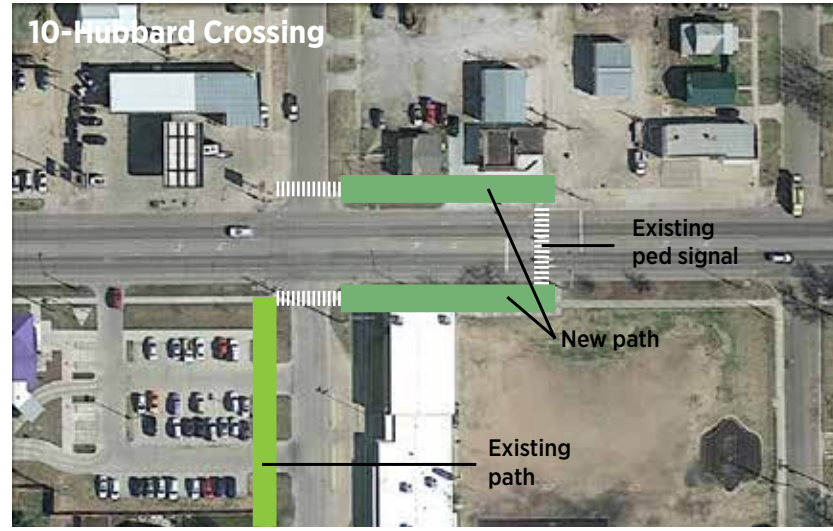 10-Hubbard Crossing
Existing
ped signal
New path
Existing
path